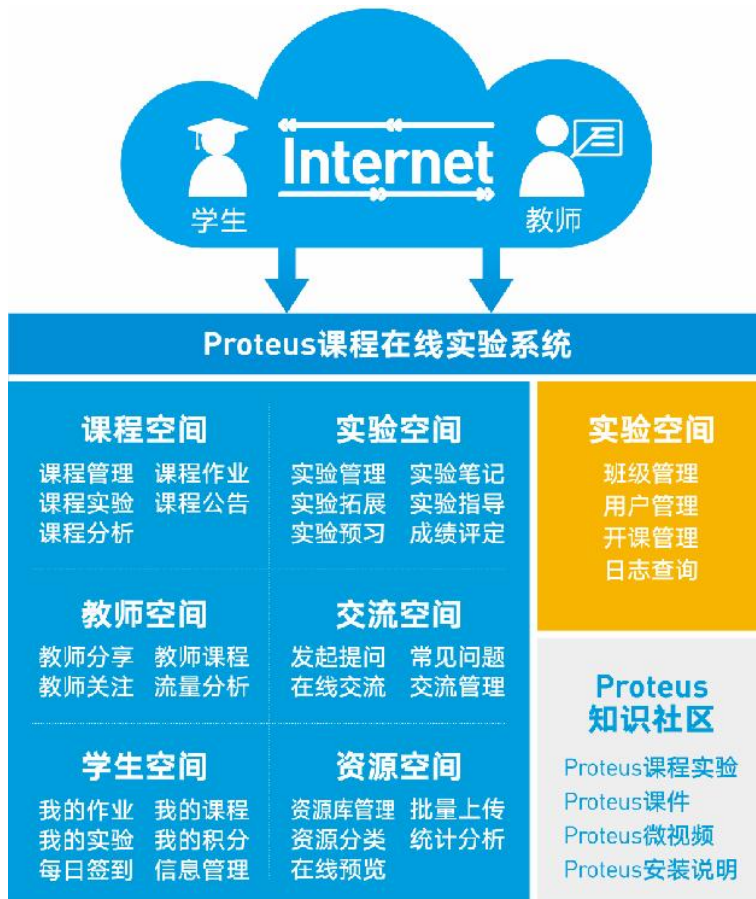 Internet
学生
教师
Proteus课程在线实验系统
课程空间
课程管理 课程作业
课程实验 课程公告
课程分析
实验空间
实验管理 实验笔记
实验拓展 实验指导
实验预习 成绩评定
教师空间
教师分享 教师课程
教师关注 流量分析
交流空间
发起提问 常见问题
在线交流 交流管理
学生空间
我的作业 我的课程
我的实验 我的积分
每日签到 信息管理
资源空间
资源库管理 批量上传
资源分类 统计分析
在线预览
实验空间
班级管理
用户管理
开课管理
日志查询
Proteus
知识社区
Proteus课程实验
Proteus课件
Proteus微视频
Proteus安装说明